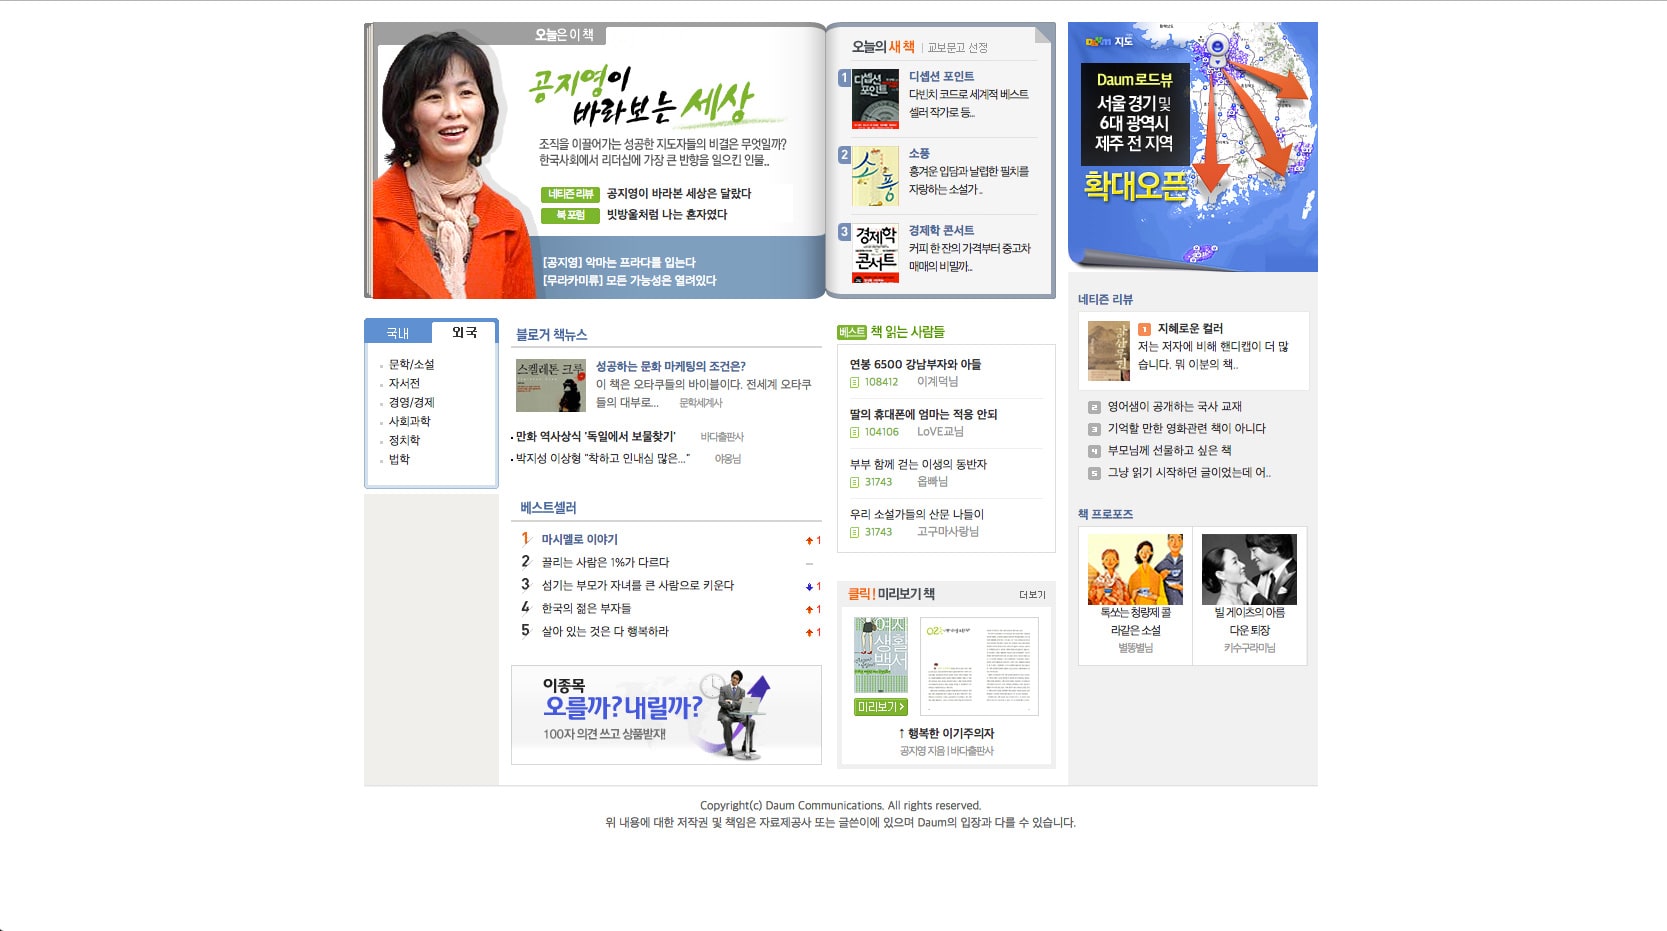 오늘은 이 책
공지영이
바라보는 세상
조직을 이끌어가는 성공한 지도자들의 비결은 무엇일까?
한국사회에서 리더십에 가장 큰 반향을 일으킨 인물..
네티즌 리뷰 공지영이 바라본 세상은 달랐다
북 포럼 빗방울처럼 나는 혼자였다
[공지영] 악마는 프라다를 입는다
[무라카미류] 모든 가능성은 열려있다
오늘의 새 책 | 교보문고 선정
1 디셉션 포인트
다빈치 코드로 세계적 베스트
셀러 작가로 등..
디셉션
포인트
2 소풍
흥겨운 입담과 날렵한 필치를
자랑하는 소설가 ..
소풍
3 경제학 콘서트
커피 한 잔의 가격부터 중고차
매매의 비밀까..
경제학
콘서트
Daum 지도
Daum 로드뷰
서울 경기 및
6대 광역시
제주 전 지역
확대오픈
국내 외국
문학/소설
자서전
경영/경제
사회과학
정치학
법학
블로거 책뉴스
스켈레톤 크루
성공하는 문화 마케팅의 조건은?
이 책은 오타쿠들의 바이블이다. 전세계 오타쿠
들의 대부로... 문학세계사
만화 역사상식 '독일에서 보물찾기' 바다출판사
박지성 이상형 "착하고 인내심 많은..." 야옹님
베스트셀러
1 마시멜로 이야기 1
2 끌리는 사람은 1%가 다르다 –
3 섬기는 부모가 자녀를 큰 사람으로 키운다 1
4 한국의 젊은 부자들 1
5 살아 있는 것은 다 행복하라 1
이종목
오를까? 내릴까?
100자 의견 쓰고 상품받자!
베스트 책 읽는 사람들
연봉 6500 강남부자와 아들
108412 이계덕님
딸의 휴대폰에 엄마는 적응 안되
104106 LoVE교님
부부 함께 걷는 이생의 동반자
31743 옵빠님
우리 소설가들의 산문 나들이
31743 고구마사랑님
클릭! 미리보기 책 더보기
여자
생활
백서
미리보기 >
↑ 행복한 이기주의자
공지영 지음 | 바다출판사
네티즌 리뷰
1 지혜로운 컬러
저는 저자에 비해 핸디캡이 더 많
습니다. 뭐 이분의 책..
2 영어샘이 공개하는 국사 교재
3 기억할 만한 영화관련 책이 아니다
4 부모님께 선물하고 싶은 책
5 그냥 읽기 시작하던 글이었는데 어..
책 프로포즈
톡쏘는 청량제 콜
라같은 소설
별똥별님
빌 게이츠의 아름
다운 퇴장
키수구라미님
Copyright(c) Daum Communications. All rights reserved.
위 내용에 대한 저작권 및 책임은 자료제공사 또는 글쓴이에 있으며 Daum의 입장과 다를 수 있습니다.